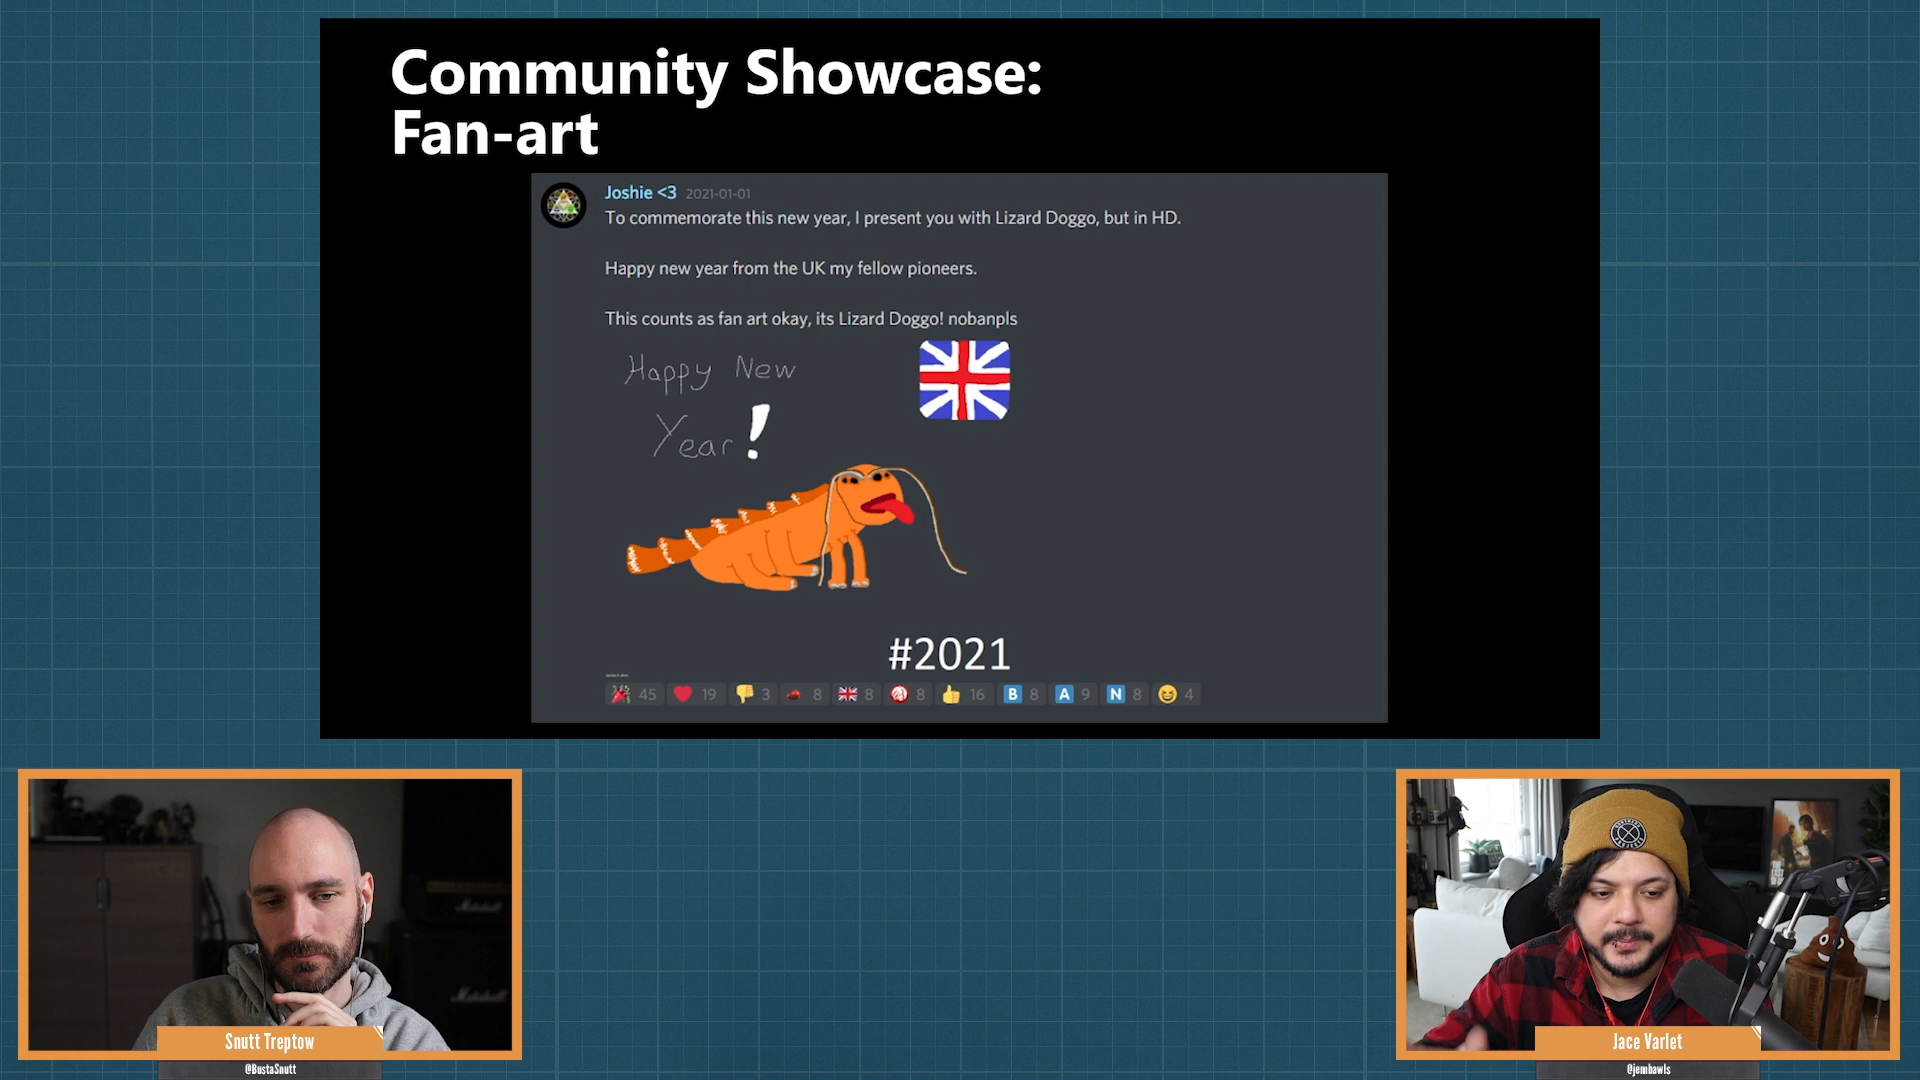 Community Showcase:
Fan-art
Joshie <3 2021-01-01
To commemorate this new year, I present you with Lizard Doggo, but in HD.
Happy new year from the UK my fellow pioneers.
This counts as fan art okay, its Lizard Doggo! nobanpls
Happy New
Year!
#2021
45 19 3 8 8 8 16 B 8 A 9 N 8 4
Marshall
Marshall
Snutt Treptow
@BustaSnutt
Jace Varlet
@jembawls